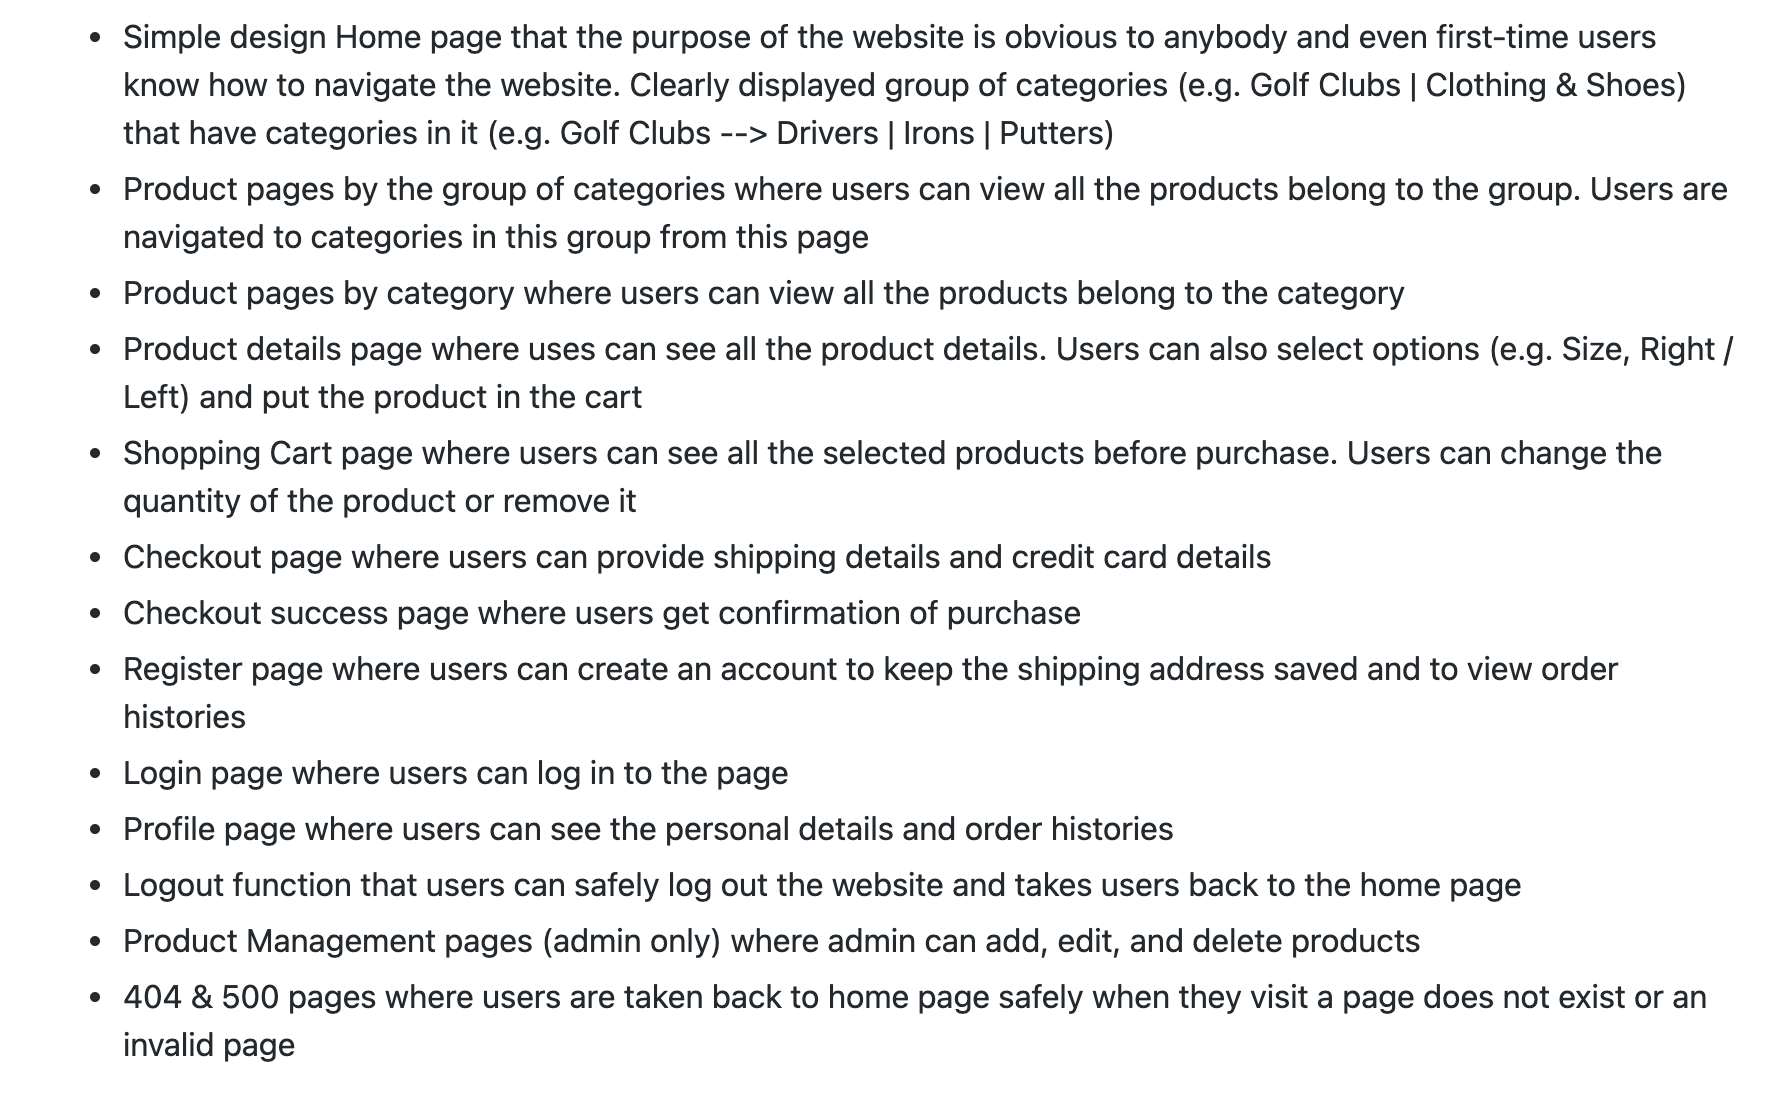 • Simple design Home page that the purpose of the website is obvious to anybody and even first-time users
know how to navigate the website. Clearly displayed group of categories (e.g. Golf Clubs | Clothing & Shoes)
that have categories in it (e.g. Golf Clubs --> Drivers | Irons | Putters)
• Product pages by the group of categories where users can view all the products belong to the group. Users are
navigated to categories in this group from this page
• Product pages by category where users can view all the products belong to the category
• Product details page where uses can see all the product details. Users can also select options (e.g. Size, Right /
Left) and put the product in the cart
• Shopping Cart page where users can see all the selected products before purchase. Users can change the
quantity of the product or remove it
• Checkout page where users can provide shipping details and credit card details
• Checkout success page where users get confirmation of purchase
• Register page where users can create an account to keep the shipping address saved and to view order
histories
• Login page where users can log in to the page
• Profile page where users can see the personal details and order histories
• Logout function that users can safely log out the website and takes users back to the home page
• Product Management pages (admin only) where admin can add, edit, and delete products
• 404 & 500 pages where users are taken back to home page safely when they visit a page does not exist or an
invalid page